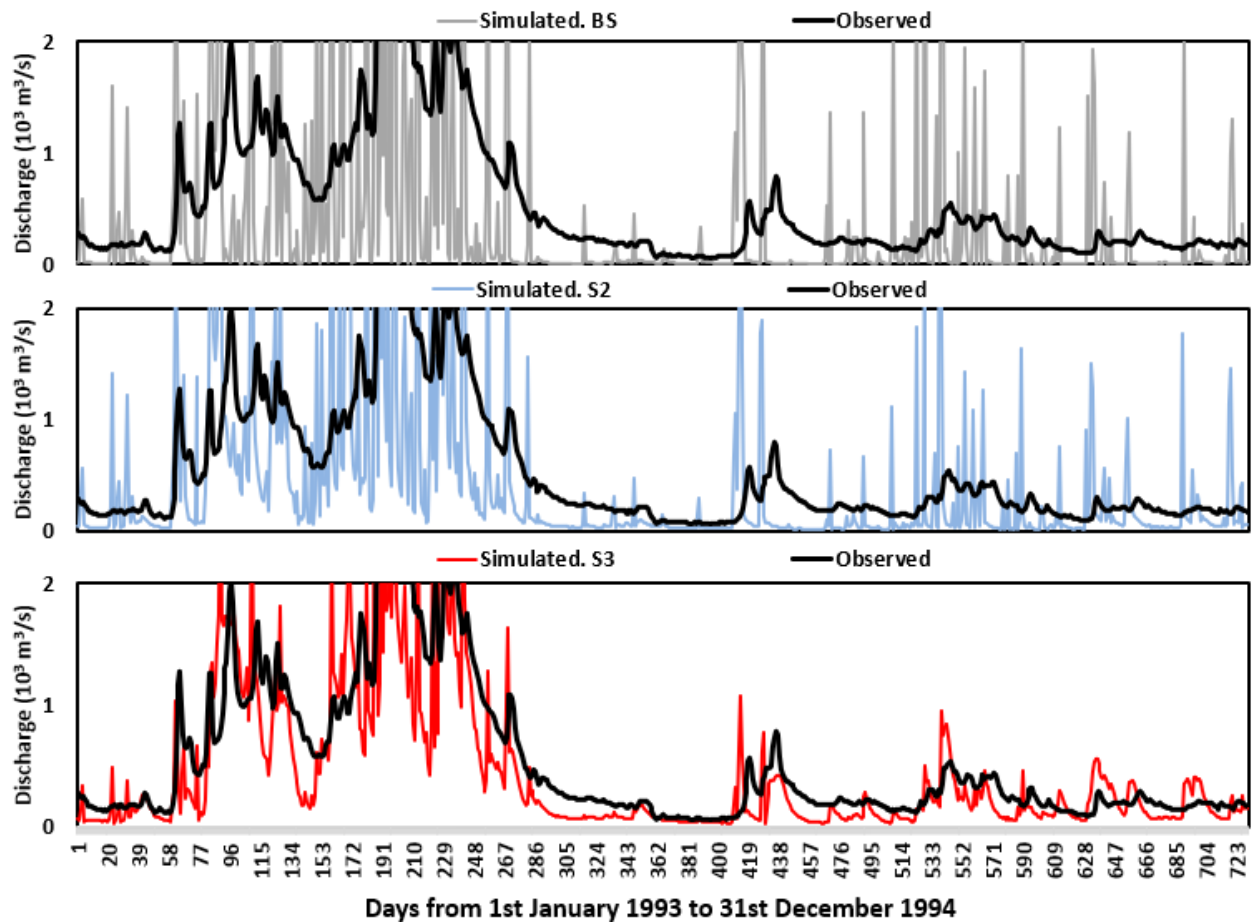 Simulated. BS Observed
Discharge (10³ m³/s)
2
1
0
Simulated. S2 Observed
Discharge (10³ m³/s)
2
1
0
Simulated. S3 Observed
Discharge (10³ m³/s)
2
1
0
1 20 39 58 77 96 115 134 153 172 191 210 229 248 267 286 305 324 343 362 381 400 419 438 457 476 495 514 533 552 571 590 609 628 647 666 685 704 723
Days from 1st January 1993 to 31st December 1994